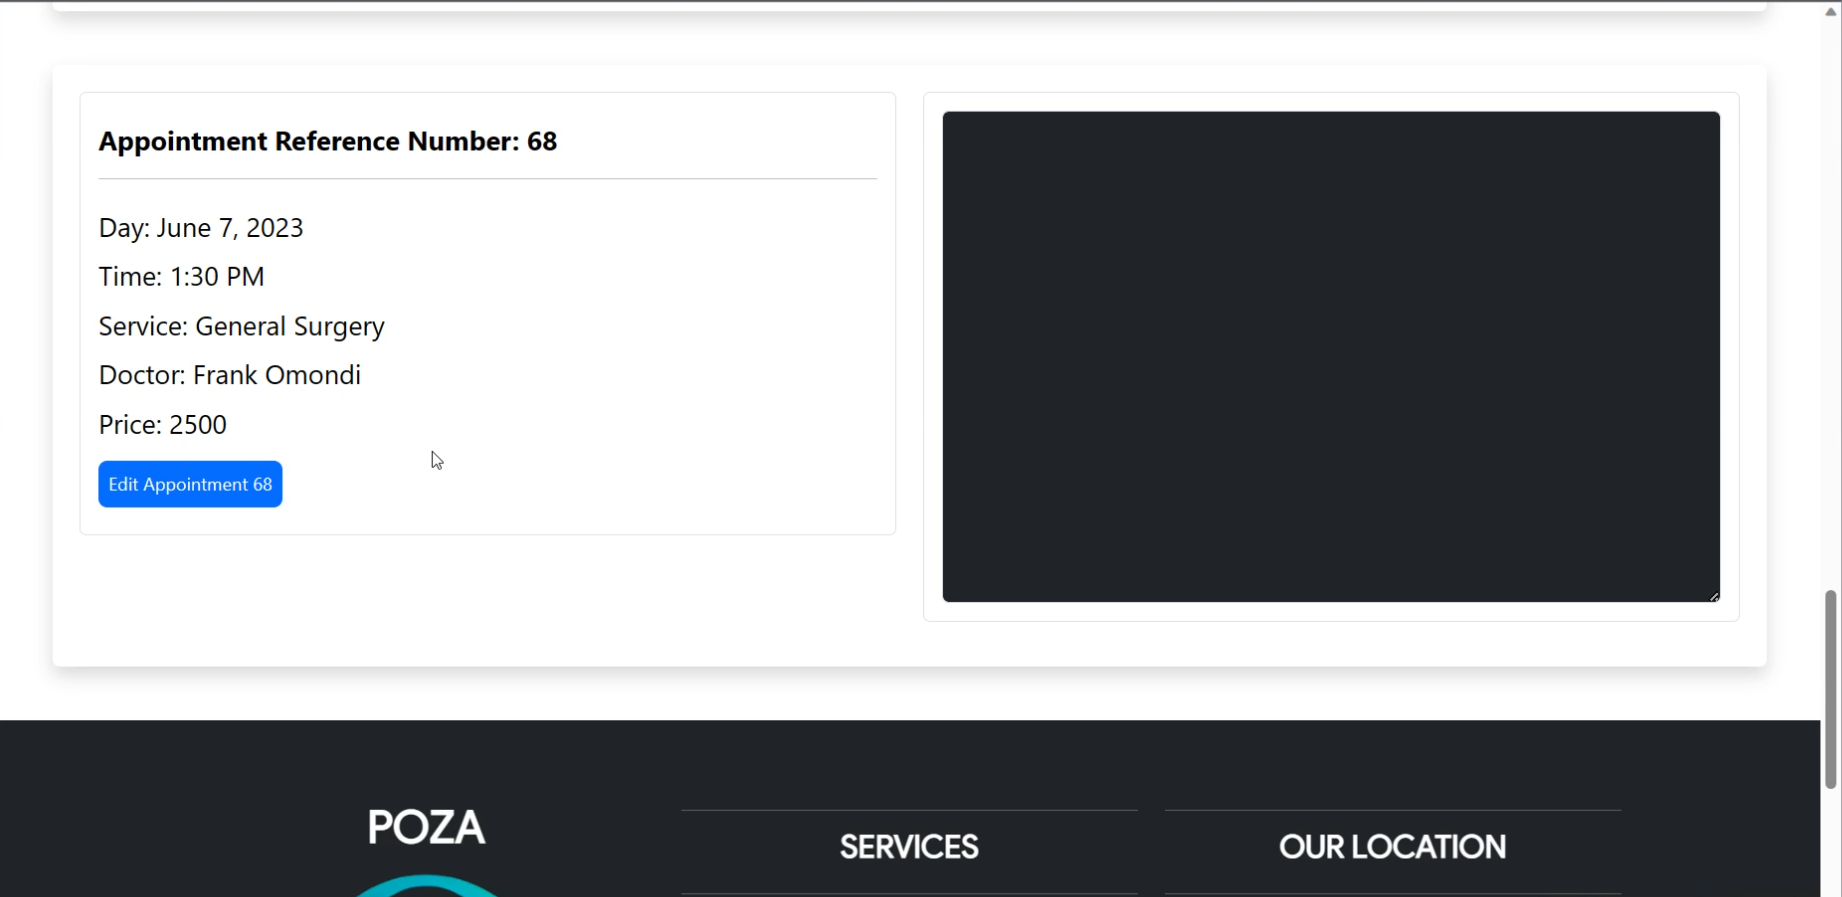 Appointment Reference Number: 68
Day: June 7, 2023
Time: 1:30 PM
Service: General Surgery
Doctor: Frank Omondi
Price: 2500
Edit Appointment 68
POZA
SERVICES
OUR LOCATION